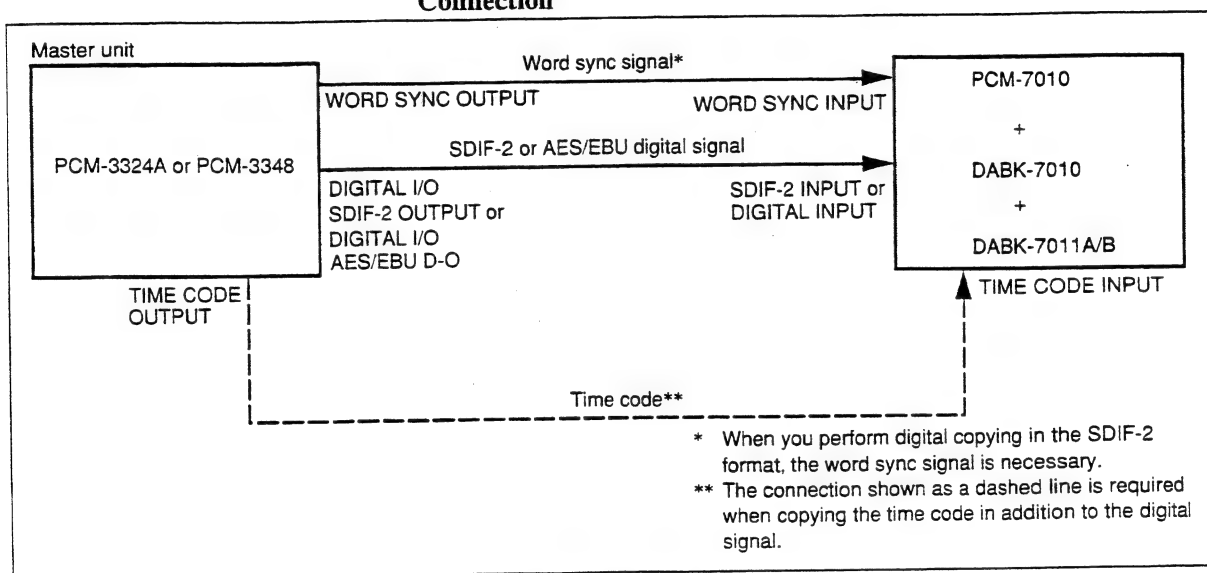 Connection
Master unit
Word sync signal*
WORD SYNC OUTPUT
WORD SYNC INPUT
PCM-7010
+
DABK-7010
+
DABK-7011A/B
PCM-3324A or PCM-3348
SDIF-2 or AES/EBU digital signal
DIGITAL I/O
SDIF-2 OUTPUT or
DIGITAL I/O
AES/EBU D-O
SDIF-2 INPUT or
DIGITAL INPUT
TIME CODE
OUTPUT
TIME CODE INPUT
Time code**
* When you perform digital copying in the SDIF-2
format, the word sync signal is necessary.
** The connection shown as a dashed line is required
when copying the time code in addition to the digital
signal.